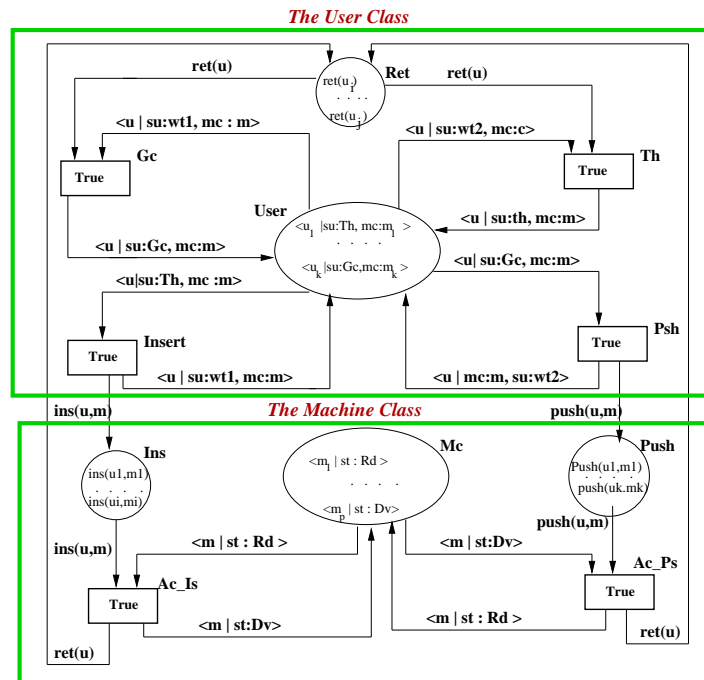 The User Class
ret(u)
Ret
ret(u)
ret(u_i)
. . . .
ret(u_j)
<u | su:wt1, mc : m>
<u | su:wt2, mc:c>
Gc
True
Th
True
User
<u_1 |su:Th, mc:m_1 >
. . . .
<u_k |su:Gc,mc:m_k >
<u | su:th, mc:m>
<u | su:Gc, mc:m>
<u|su:Th, mc :m>
<u| su:Gc, mc:m>
Insert
True
Psh
True
<u | su:wt1, mc:m>
<u | mc:m, su:wt2>
ins(u,m)
The Machine Class
push(u,m)
Ins
ins(u1,m1)
. . . .
ins(ui,mi)
Mc
<m_1 | st : Rd >
. . . .
<m_p | st : Dv>
Push
Push(u1,m1)
. . . .
push(uk.mk)
ins(u,m)
push(u,m)
<m | st : Rd >
<m | st:Dv>
Ac_Is
True
Ac_Ps
True
<m | st:Dv>
<m | st : Rd >
ret(u)
ret(u)